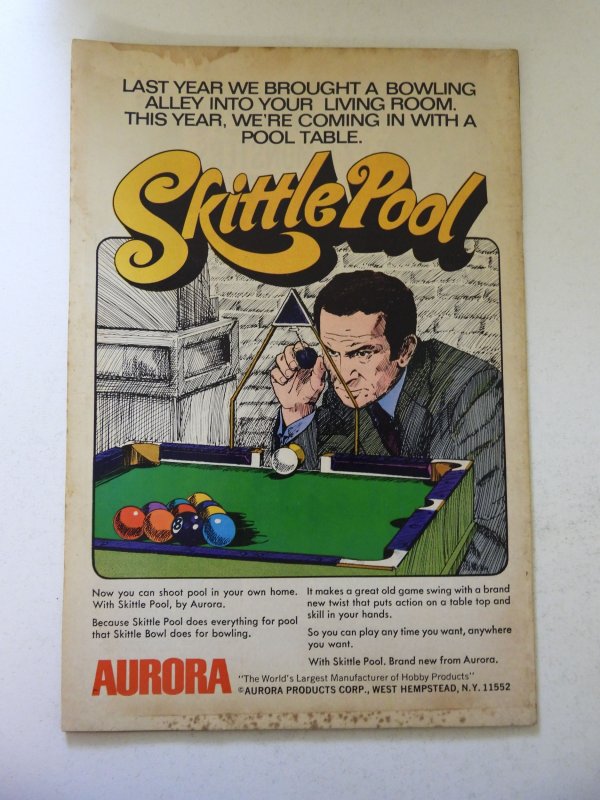 LAST YEAR WE BROUGHT A BOWLING
ALLEY INTO YOUR LIVING ROOM.
THIS YEAR, WE'RE COMING IN WITH A
POOL TABLE.
Skittle Pool
8
Now you can shoot pool in your own home.
With Skittle Pool, by Aurora.
Because Skittle Pool does everything for pool
that Skittle Bowl does for bowling.
It makes a great old game swing with a brand
new twist that puts action on a table top and
skill in your hands.
So you can play any time you want, anywhere
you want.
With Skittle Pool. Brand new from Aurora.
AURORA
"The World's Largest Manufacturer of Hobby Products"
©AURORA PRODUCTS CORP., WEST HEMPSTEAD, N.Y. 11552